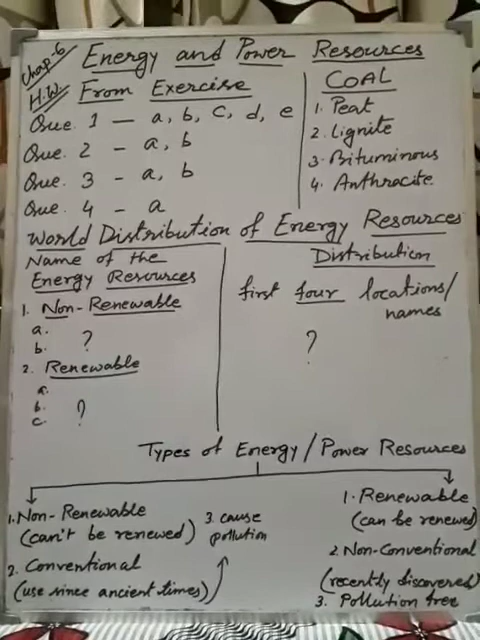 Chap. 6
Energy and Power Resources
H.W.
From Exercise
Que. 1 — a, b, c, d, e
Que. 2 - a, b
Que. 3 - a, b
Que. 4 - a
COAL
1. Peat
2. Lignite
3. Bituminous
4. Anthracite
World Distribution of Energy Resources
Name of the
Energy Resources
1. Non-Renewable
a.
b. ?
2. Renewable
a.
b. ?
c.
Distribution
first four locations/
names
?
Types of Energy/Power Resources
1. Non-Renewable
(can't be renewed)
2. Conventional
(use since ancient times)
3. cause
pollution
1. Renewable
(can be renewed)
2. Non-Conventional
(recently discovered)
3. Pollution free